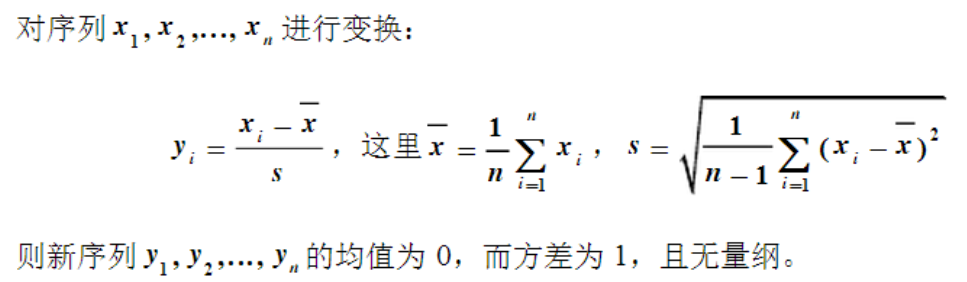 对序列 x₁, x₂,..., xₙ 进行变换：
yᵢ = (xᵢ − x̄)/s ，这里 x̄ = (1/n) ∑ᵢ₌₁ⁿ xᵢ ，s = √((1/(n−1)) ∑ᵢ₌₁ⁿ (xᵢ − x̄)²)
则新序列 y₁, y₂,..., yₙ 的均值为 0，而方差为 1，且无量纲。